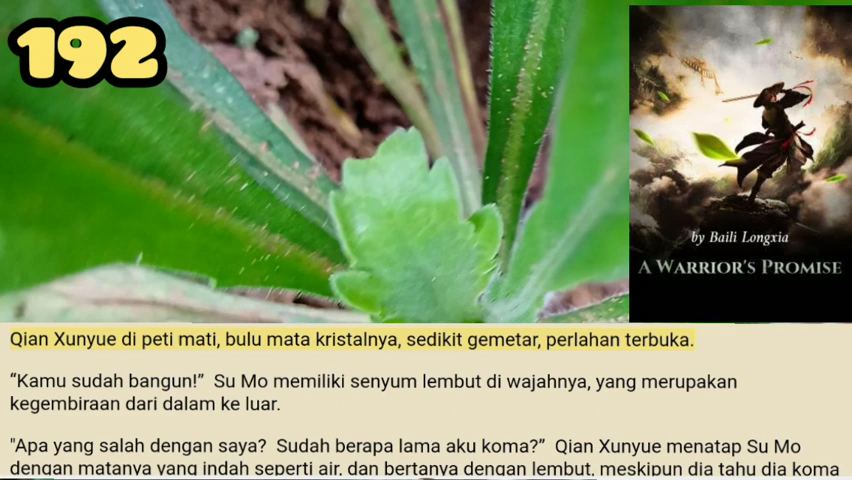 192
by Baili Longxia
A WARRIOR'S PROMISE
Qian Xunyue di peti mati, bulu mata kristalnya, sedikit gemetar, perlahan terbuka.
“Kamu sudah bangun!”  Su Mo memiliki senyum lembut di wajahnya, yang merupakan
kegembiraan dari dalam ke luar.
"Apa yang salah dengan saya?  Sudah berapa lama aku koma?”  Qian Xunyue menatap Su Mo
dengan matanya yang indah seperti air, dan bertanya dengan lembut, meskipun dia tahu dia koma